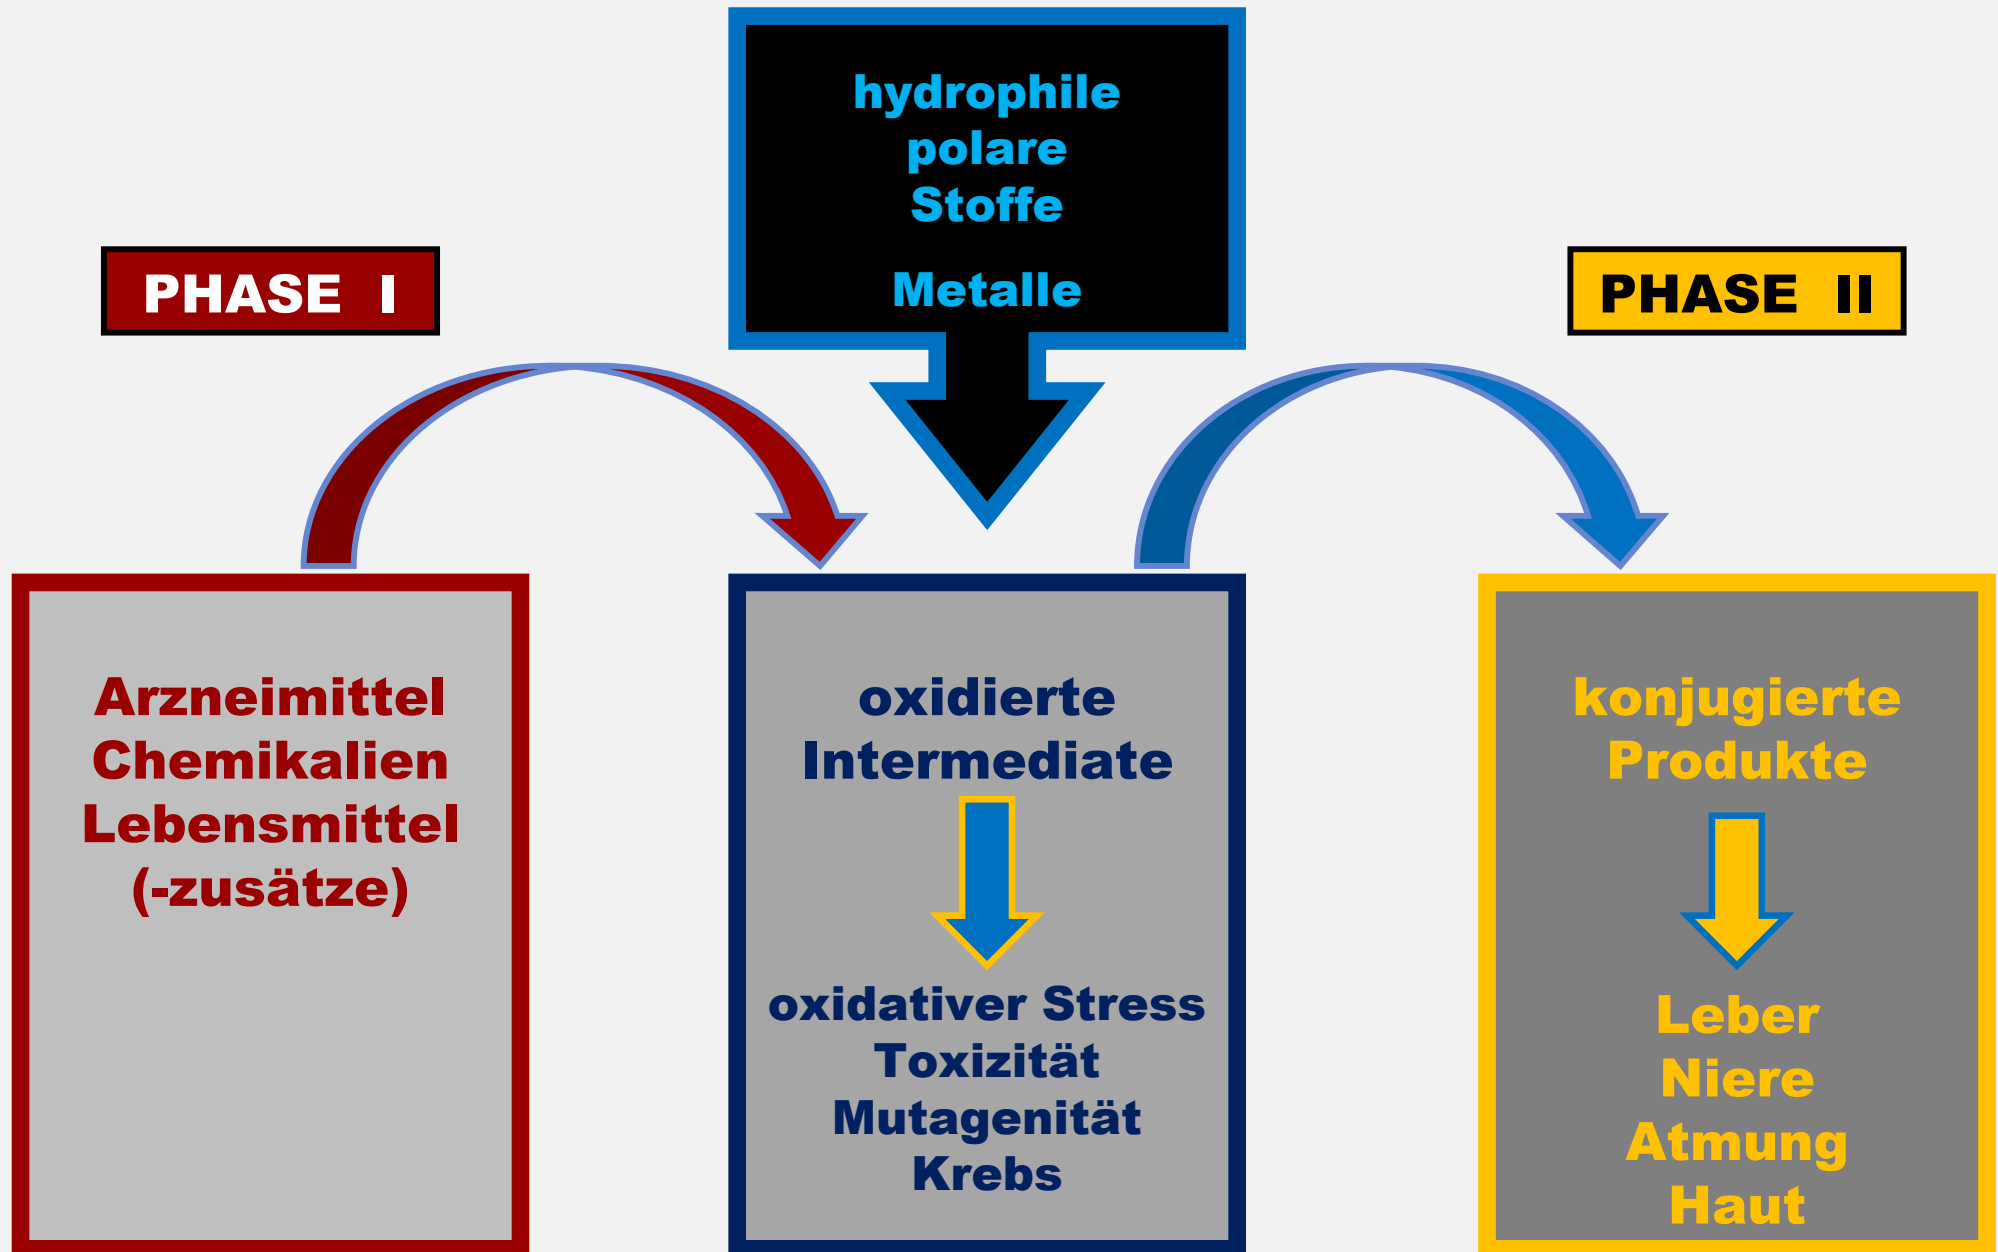 hydrophile
polare
Stoffe
Metalle
PHASE I
PHASE II
Arzneimittel
Chemikalien
Lebensmittel
(-zusätze)
oxidierte
Intermediate
oxidativer Stress
Toxizität
Mutagenität
Krebs
konjugierte
Produkte
Leber
Niere
Atmung
Haut